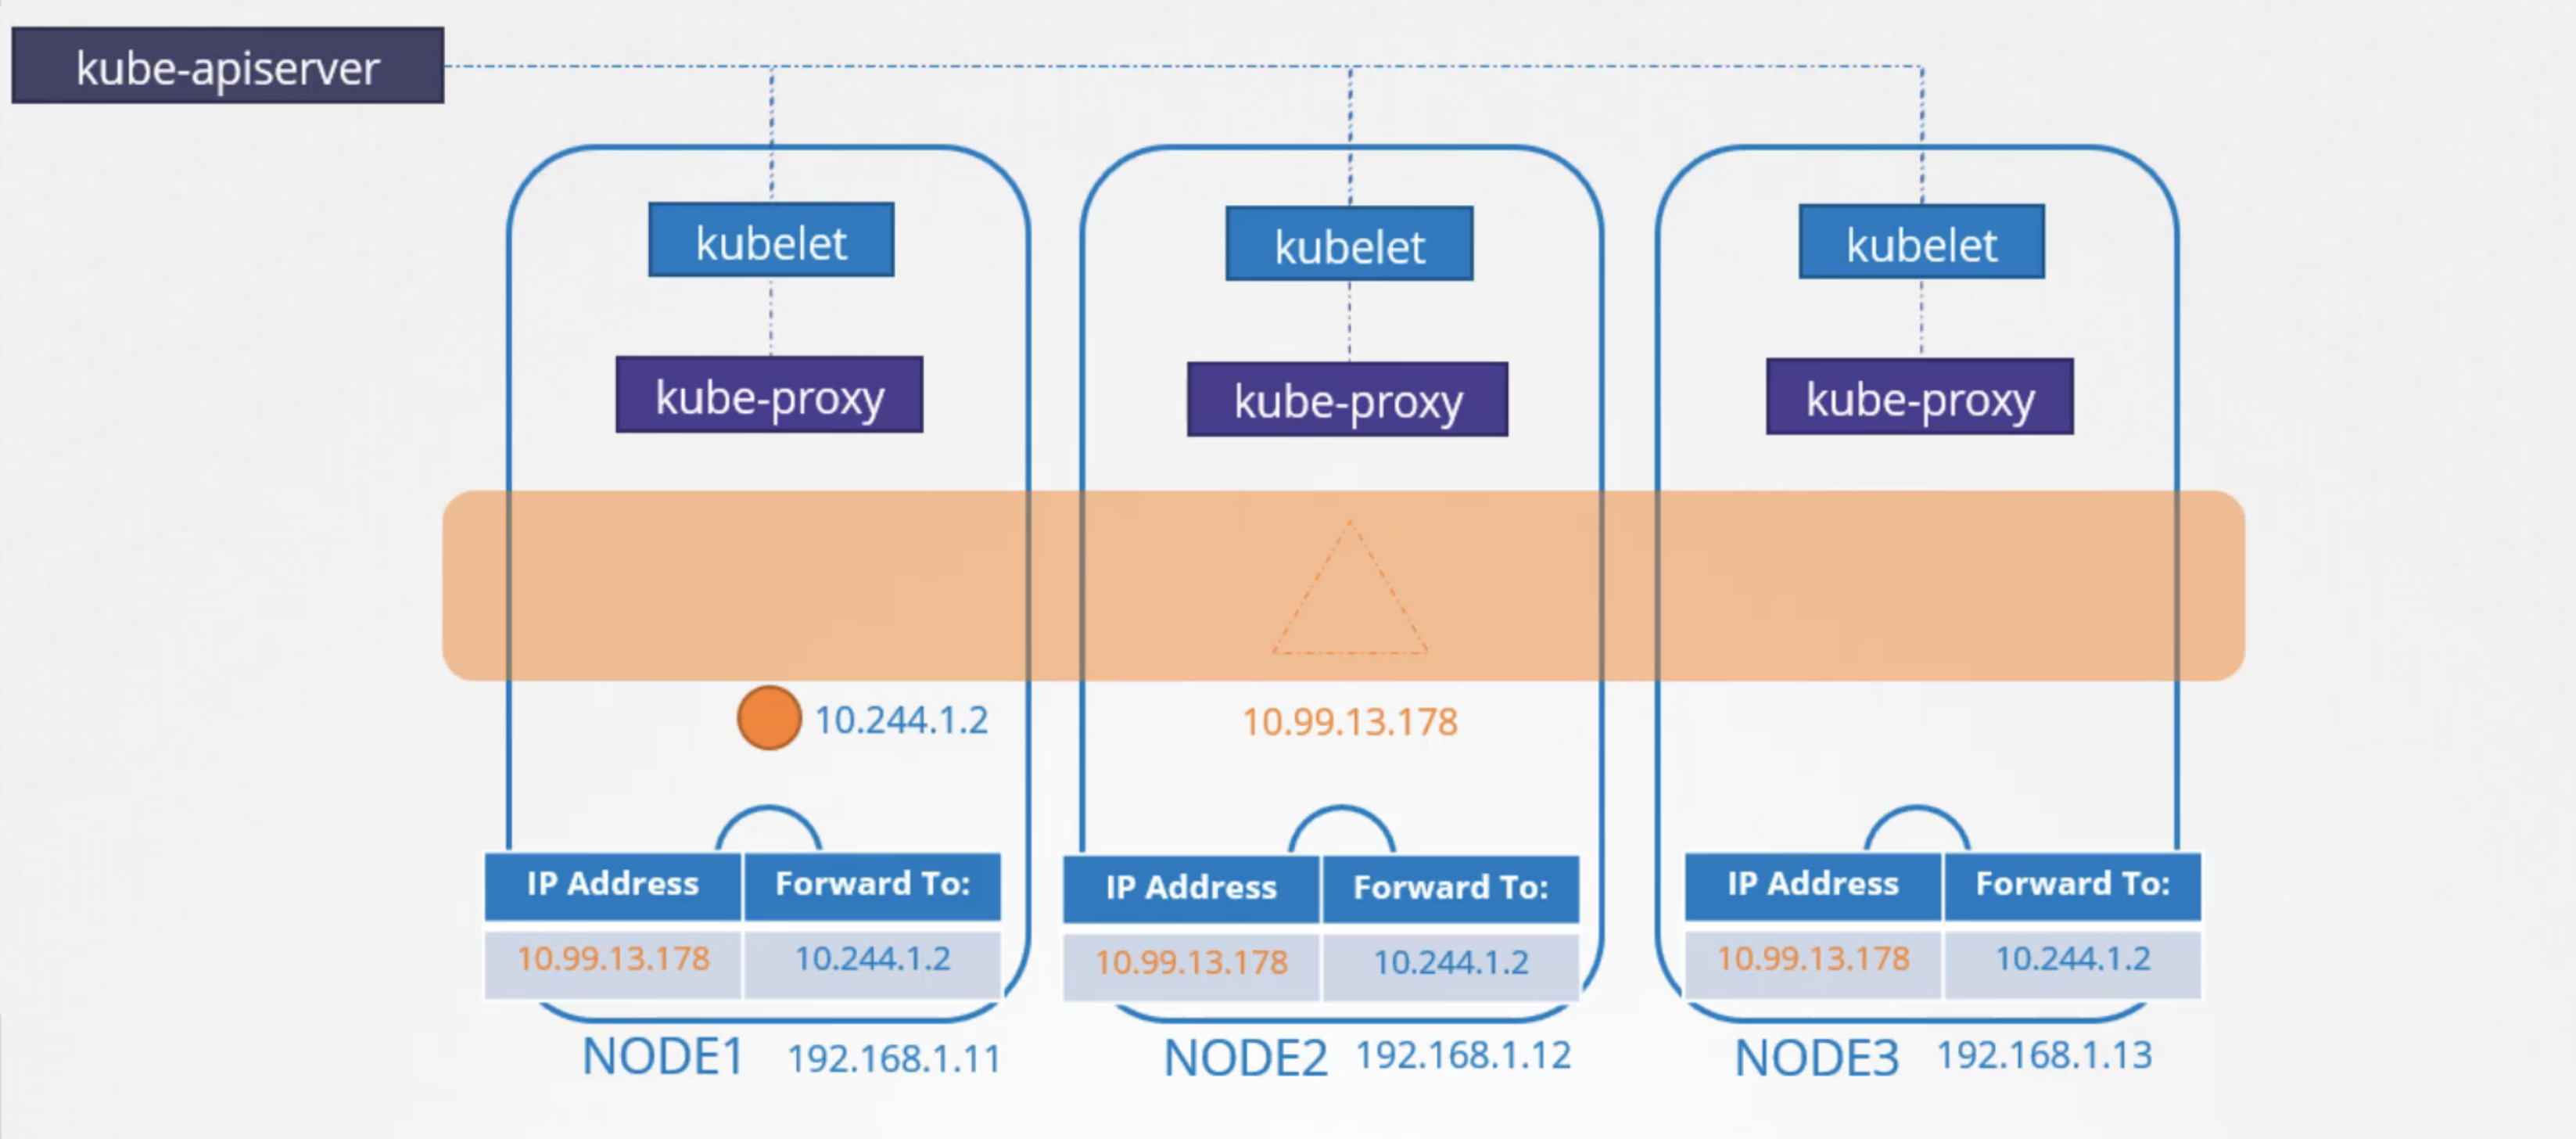 kube-apiserver
kubelet
kubelet
kubelet
kube-proxy
kube-proxy
kube-proxy
10.244.1.2
10.99.13.178
IP Address Forward To:
10.99.13.178 10.244.1.2
IP Address Forward To:
10.99.13.178 10.244.1.2
IP Address Forward To:
10.99.13.178 10.244.1.2
NODE1 192.168.1.11
NODE2 192.168.1.12
NODE3 192.168.1.13